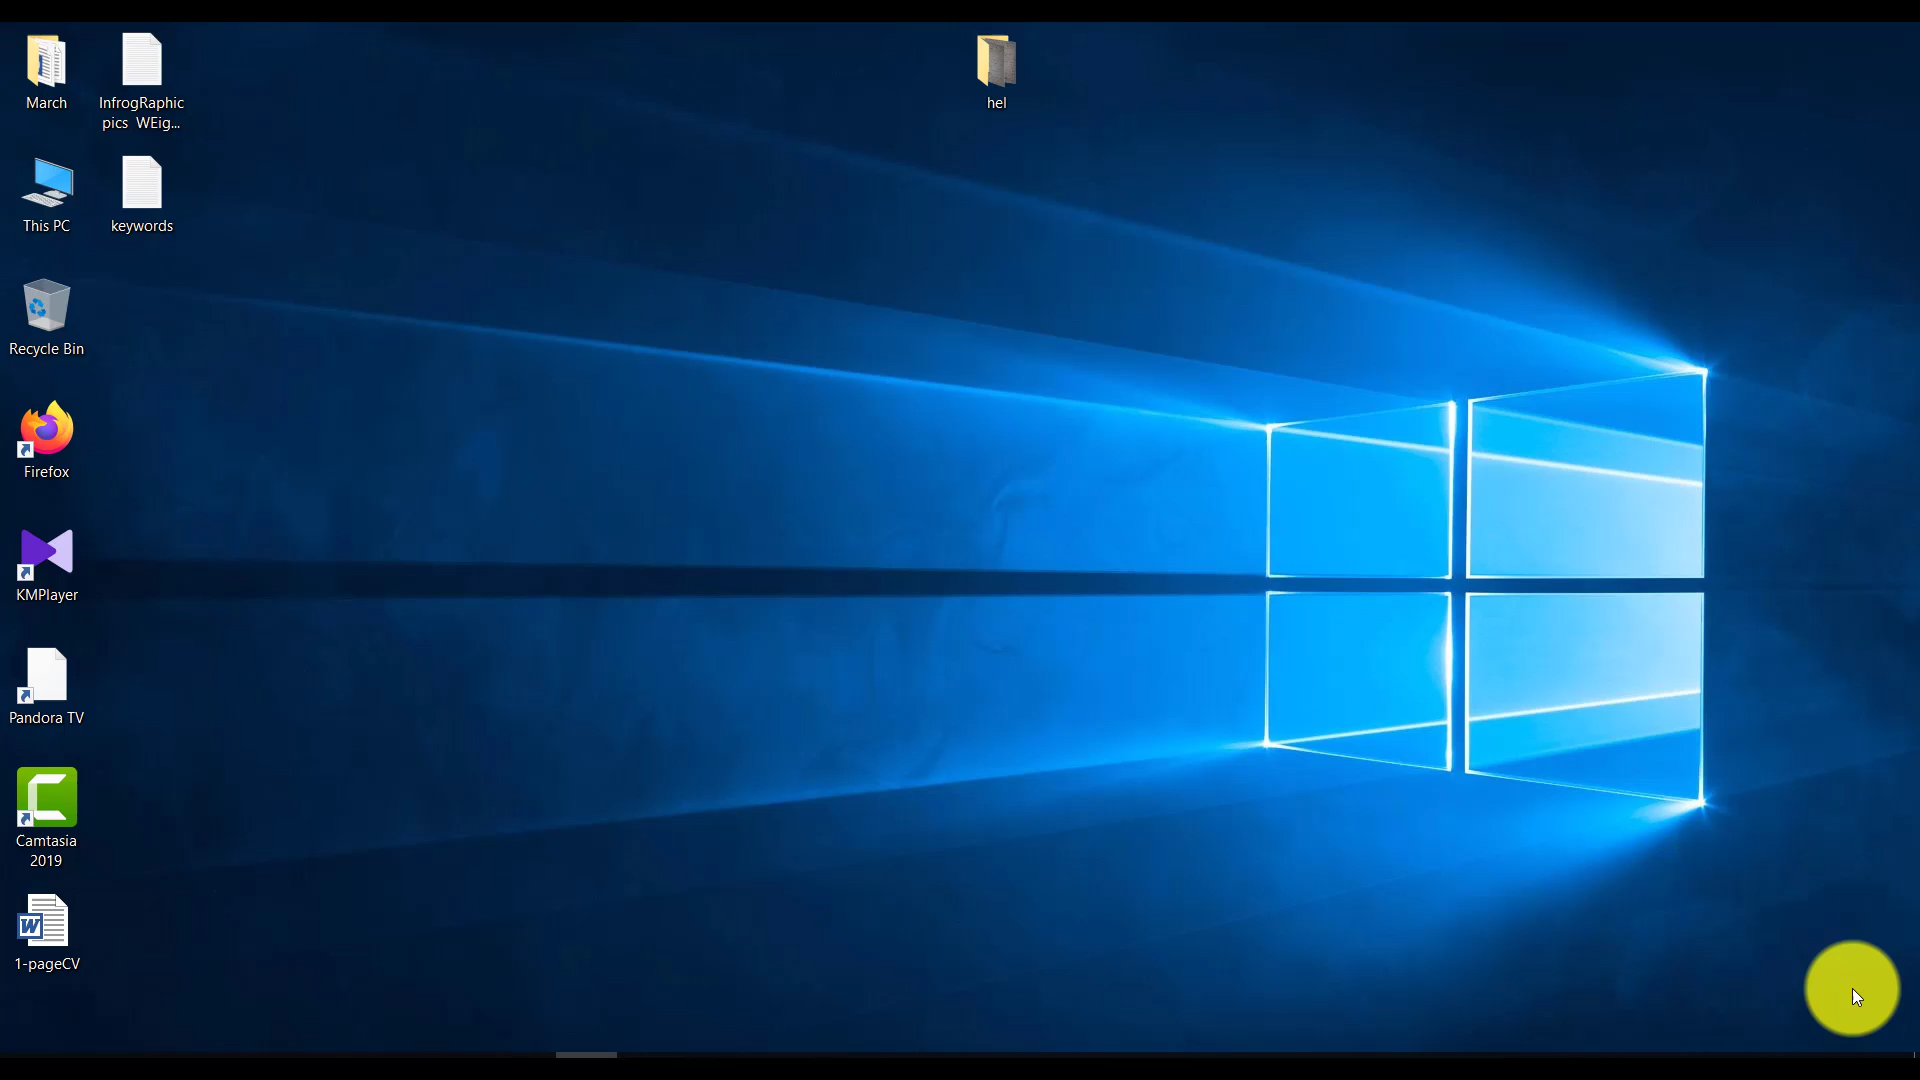 March
InfrogRaphic
pics WEig...
hel
This PC
keywords
Recycle Bin
Firefox
KMPlayer
Pandora TV
Camtasia
2019
W
1-pageCV